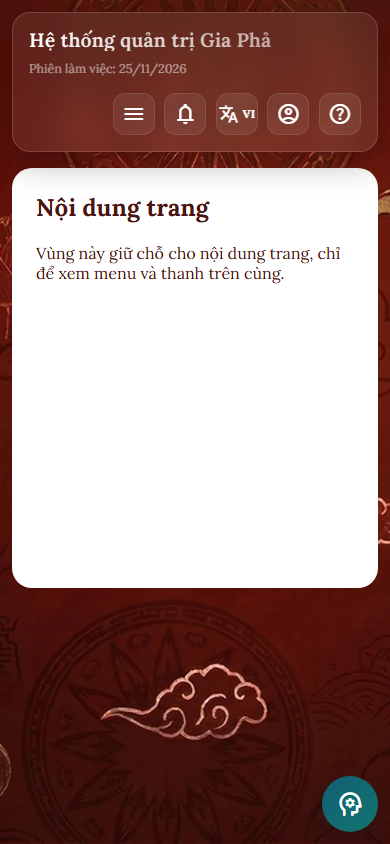 Hệ thống quản trị Gia Phả
Phiên làm việc: 25/11/2026
VI
Nội dung trang
Vùng này giữ chỗ cho nội dung trang, chỉ
để xem menu và thanh trên cùng.